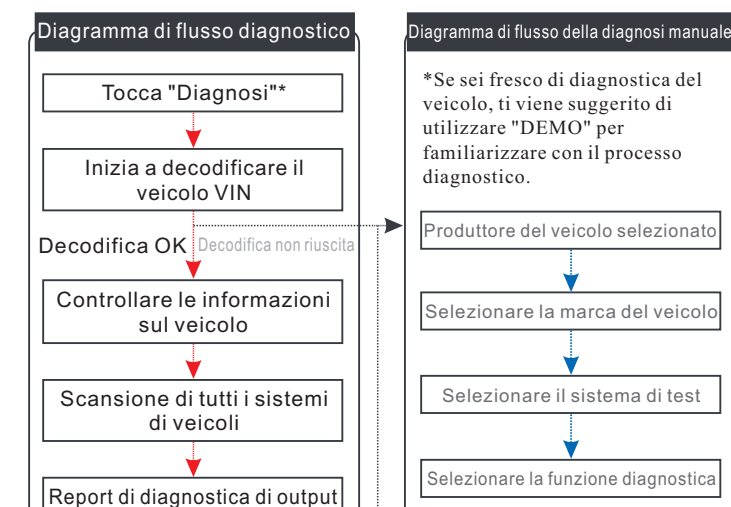 Diagramma di flusso diagnostico
Tocca "Diagnosi"*
Inizia a decodificare il
veicolo VIN
Decodifica OK
Decodifica non riuscita
Controllare le informazioni
sul veicolo
Scansione di tutti i sistemi
di veicoli
Report di diagnostica di output
Diagramma di flusso della diagnosi manuale
*Se sei fresco di diagnostica del
veicolo, ti viene suggerito di
utilizzare "DEMO" per
familiarizzare con il processo
diagnostico.
Produttore del veicolo selezionato
Selezionare la marca del veicolo
Selezionare il sistema di test
Selezionare la funzione diagnostica